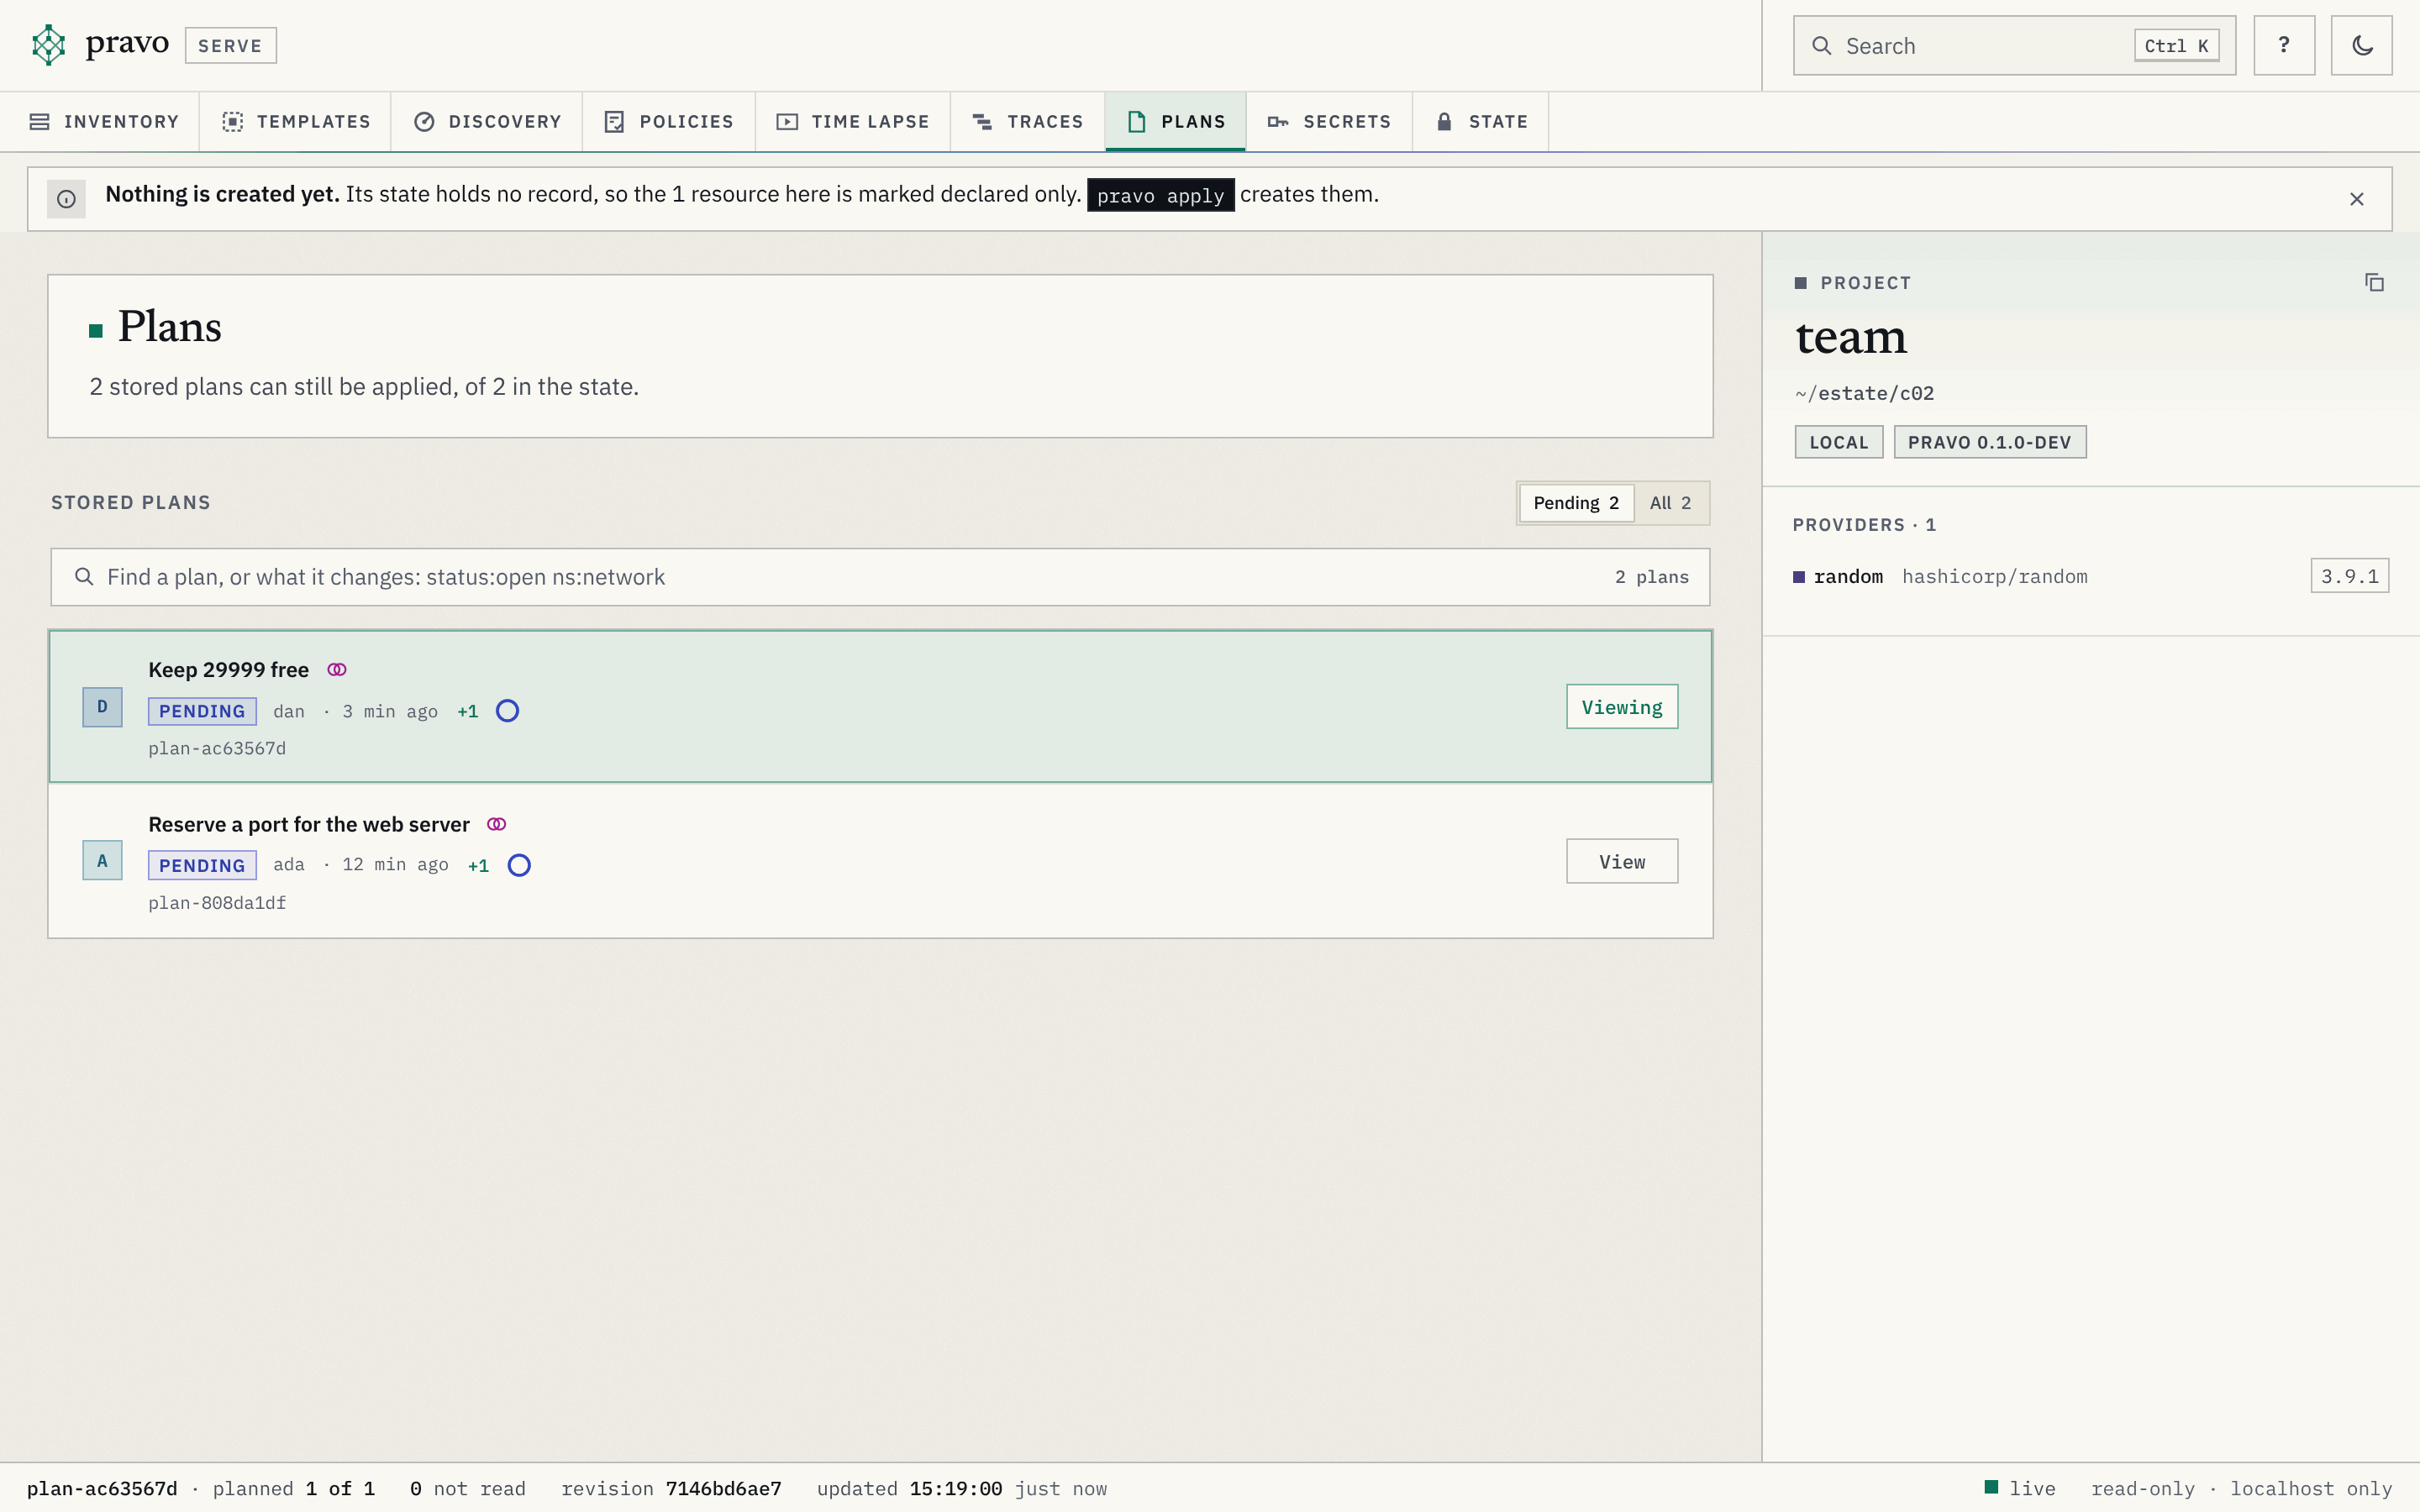 pravo SERVE
Search Ctrl K ?
INVENTORY TEMPLATES DISCOVERY POLICIES TIME LAPSE TRACES PLANS SECRETS STATE
Nothing is created yet. Its state holds no record, so the 1 resource here is marked declared only. pravo apply creates them.
Plans
2 stored plans can still be applied, of 2 in the state.
STORED PLANS
Pending 2 All 2
Find a plan, or what it changes: status:open ns:network 2 plans
D
Keep 29999 free
PENDING dan · 3 min ago +1
plan-ac63567d
Viewing
A
Reserve a port for the web server
PENDING ada · 12 min ago +1
plan-808da1df
View
PROJECT
team
~/estate/c02
LOCAL PRAVO 0.1.0-DEV
PROVIDERS · 1
random hashicorp/random 3.9.1
plan-ac63567d · planned 1 of 1 0 not read revision 7146bd6ae7 updated 15:19:00 just now
live read-only · localhost only